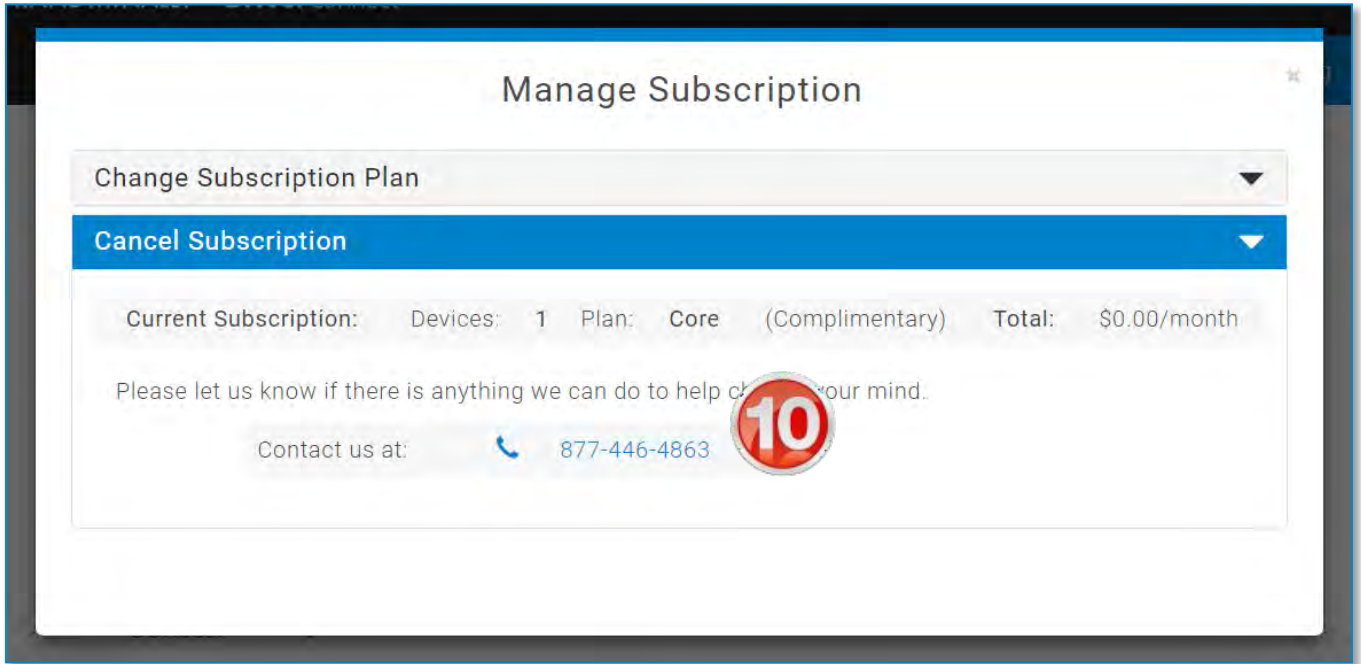 Manage Subscription
Change Subscription Plan
Cancel Subscription
Current Subscription: Devices: 1 Plan: Core (Complimentary) Total: $0.00/month
Please let us know if there is anything we can do to help your mind.
10
Contact us at: 877-446-4863